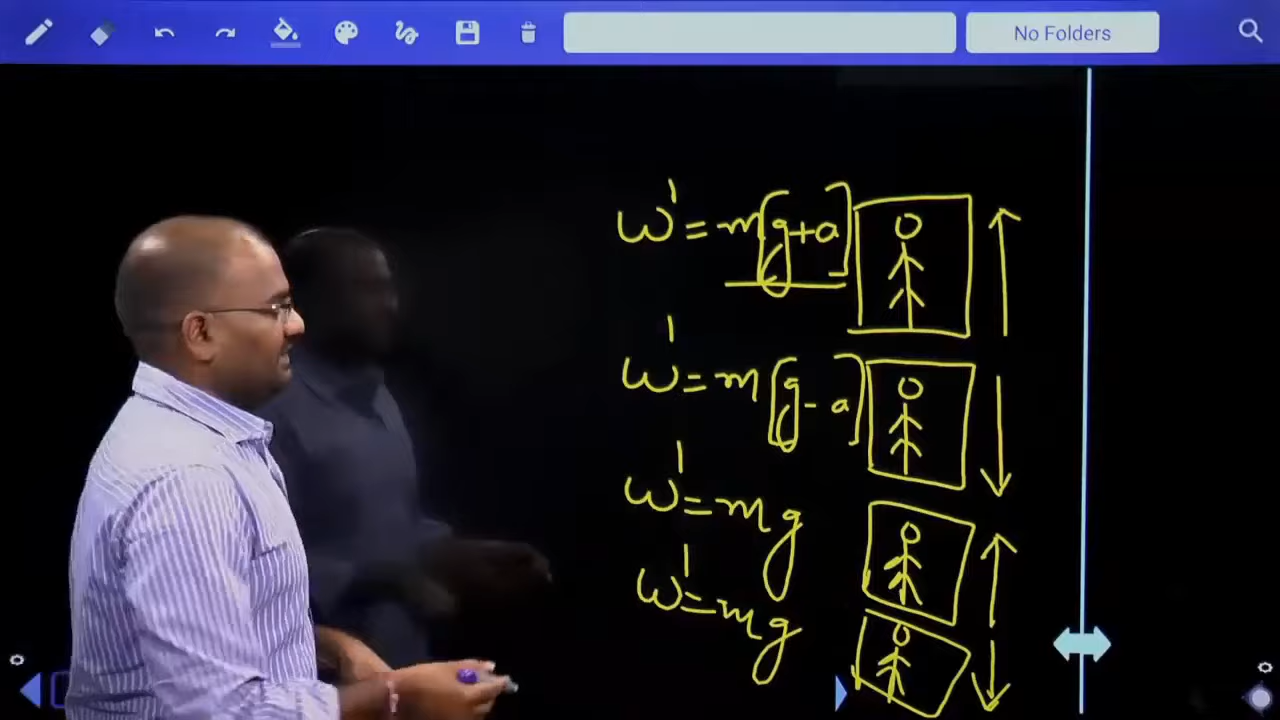 No Folders
w' = m[g+a]
w' = m[g-a]
w' = mg
w' = mg